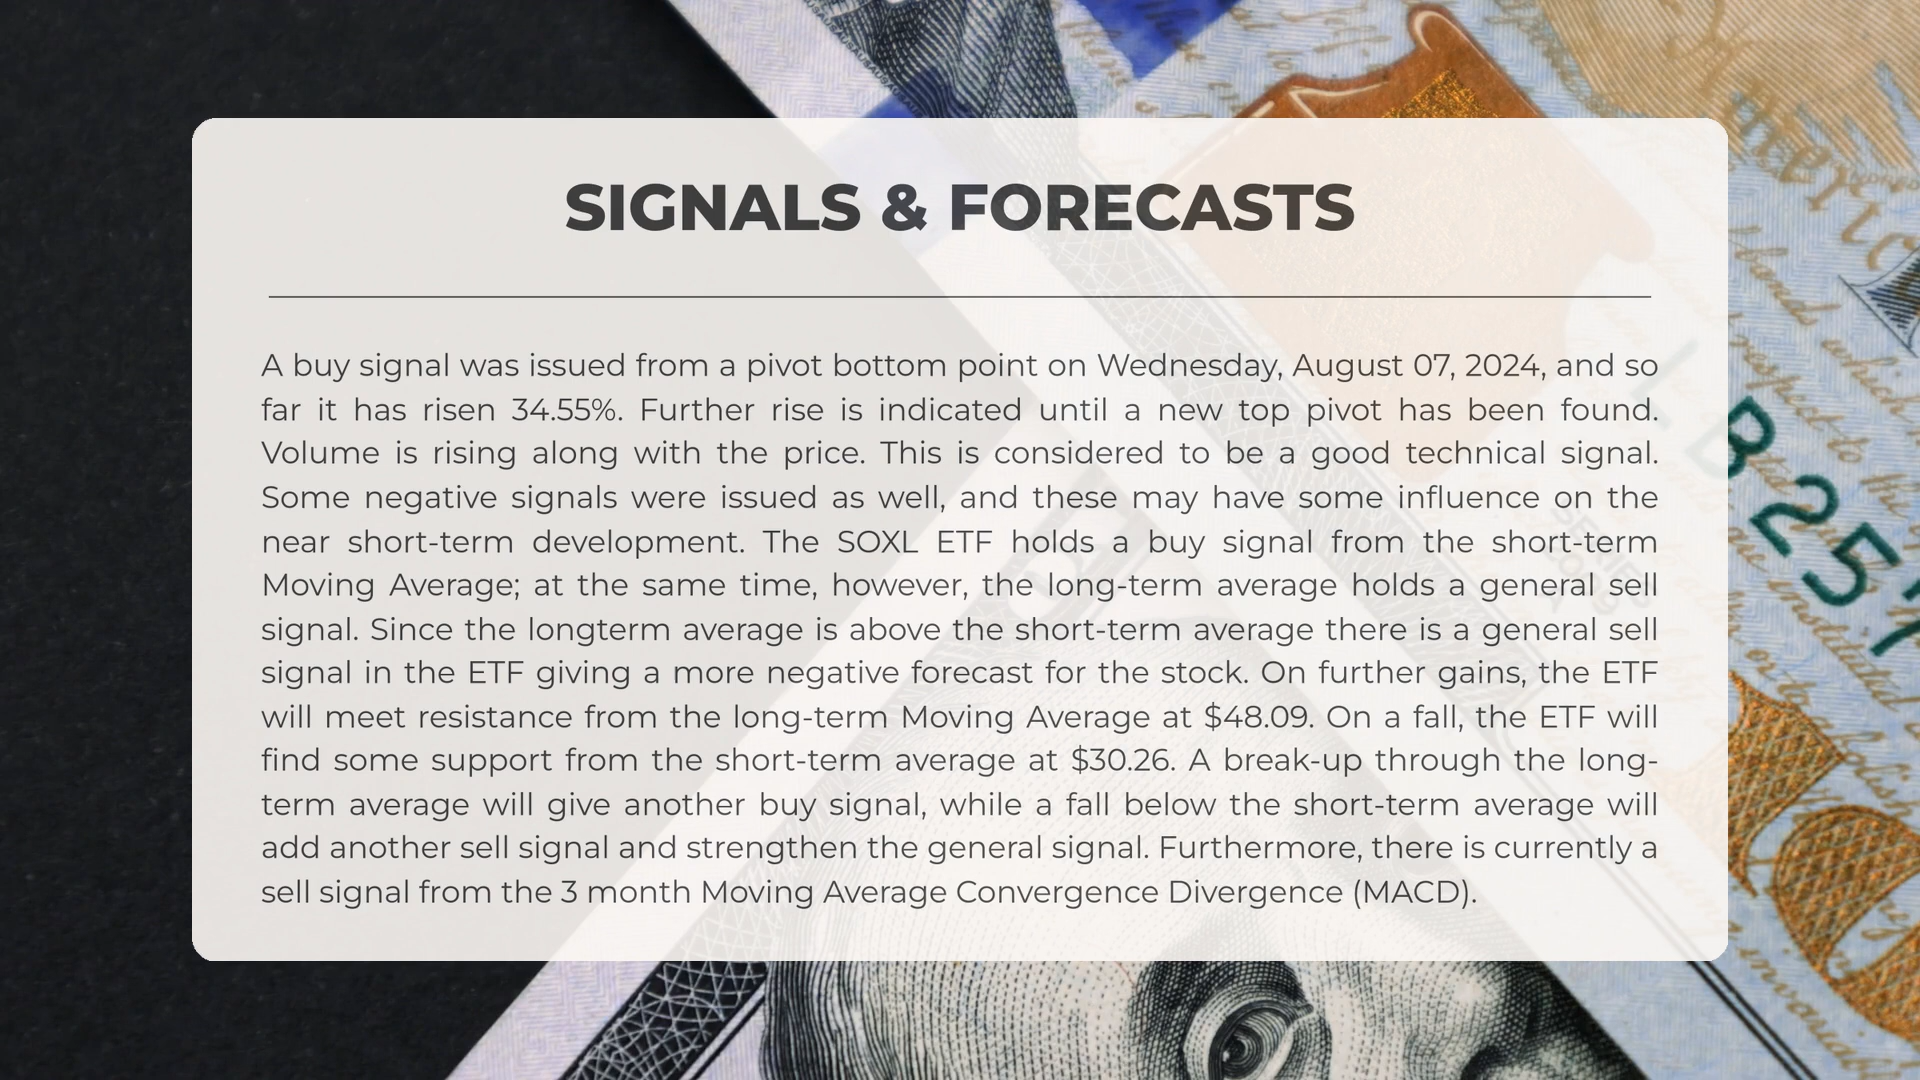 SIGNALS & FORECASTS
A buy signal was issued from a pivot bottom point on Wednesday, August 07, 2024, and so
far it has risen 34.55%. Further rise is indicated until a new top pivot has been found.
Volume is rising along with the price. This is considered to be a good technical signal.
Some negative signals were issued as well, and these may have some influence on the
near short-term development. The SOXL ETF holds a buy signal from the short-term
Moving Average; at the same time, however, the long-term average holds a general sell
signal. Since the longterm average is above the short-term average there is a general sell
signal in the ETF giving a more negative forecast for the stock. On further gains, the ETF
will meet resistance from the long-term Moving Average at $48.09. On a fall, the ETF will
find some support from the short-term average at $30.26. A break-up through the long-
term average will give another buy signal, while a fall below the short-term average will
add another sell signal and strengthen the general signal. Furthermore, there is currently a
sell signal from the 3 month Moving Average Convergence Divergence (MACD).
LB25